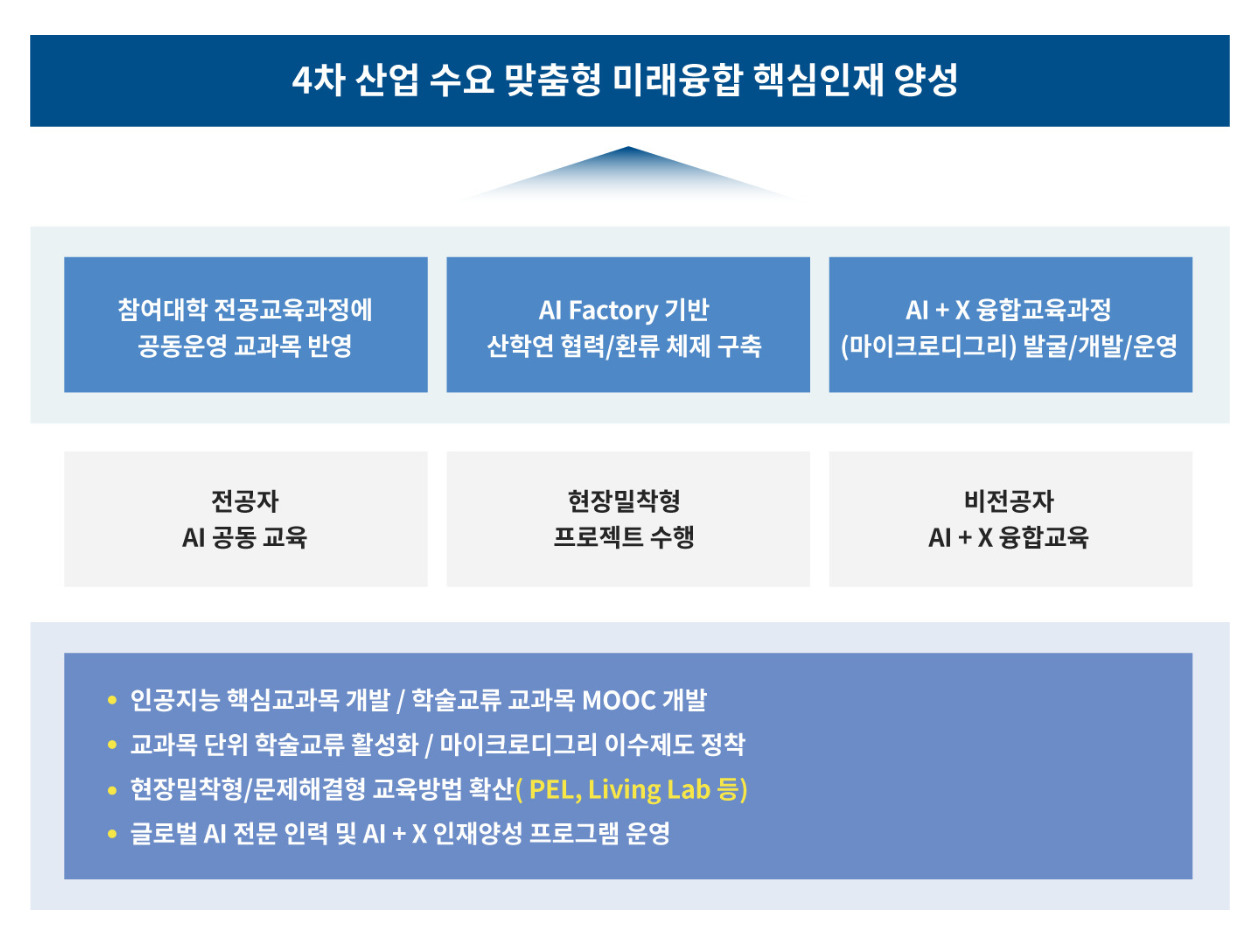 4차 산업 수요 맞춤형 미래융합 핵심인재 양성
참여대학 전공교육과정에
공동운영 교과목 반영
AI Factory 기반
산학연 협력/환류 체제 구축
AI + X 융합교육과정
(마이크로디그리) 발굴/개발/운영
전공자
AI 공동 교육
현장밀착형
프로젝트 수행
비전공자
AI + X 융합교육
• 인공지능 핵심교과목 개발 / 학술교류 교과목 MOOC 개발
• 교과목 단위 학술교류 활성화 / 마이크로디그리 이수제도 정착
• 현장밀착형/문제해결형 교육방법 확산( PEL, Living Lab 등)
• 글로벌 AI 전문 인력 및 AI + X 인재양성 프로그램 운영